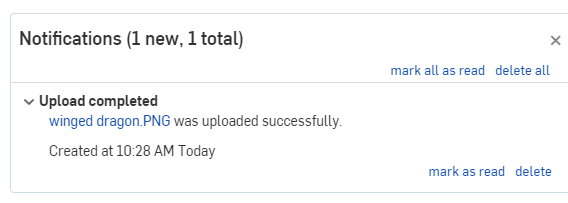 Notifications (1 new, 1 total)
mark all as read delete all
Upload completed
winged dragon.PNG was uploaded successfully.
Created at 10:28 AM Today
mark as read delete